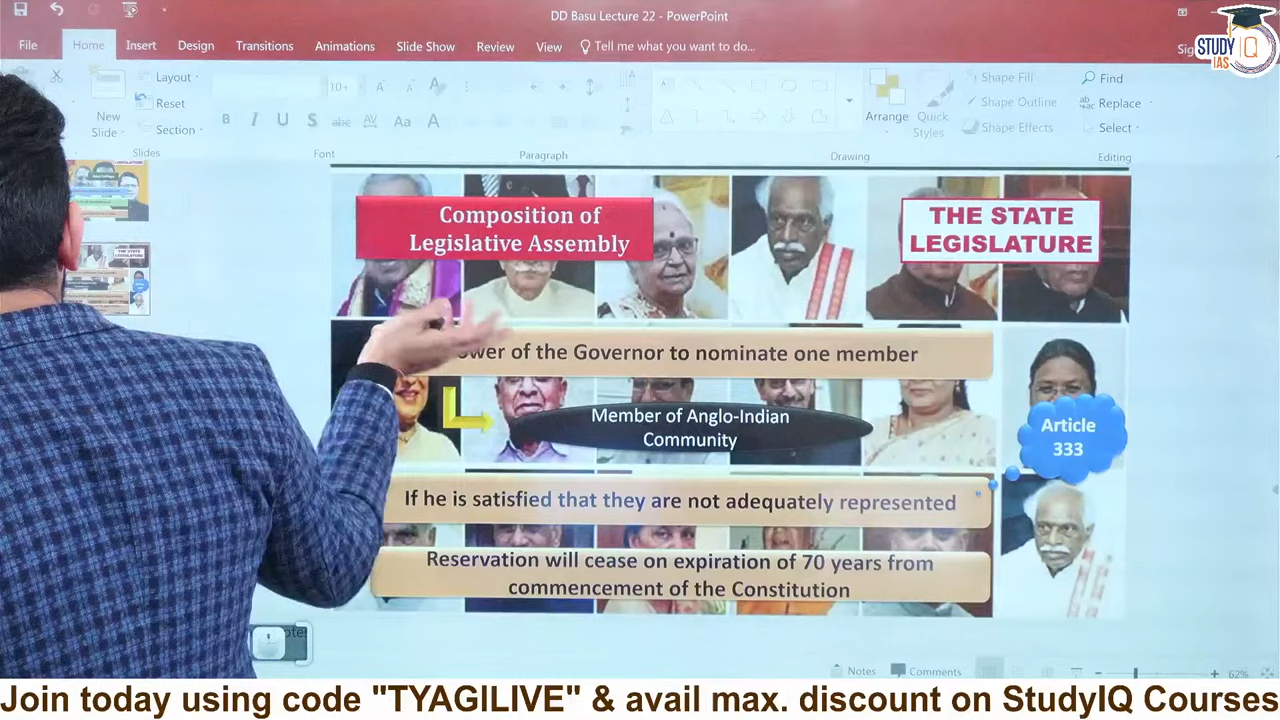 DD Basu Lecture 22 - PowerPoint
STUDY IQ
IAS
File Home Insert Design Transitions Animations Slide Show Review View Tell me what you want to do...
Layout
Reset
Section
New
Slide
Slides
10+
B I U S abc AV Aa A
Font
Paragraph
Arrange
Quick
Styles
Shape Fill
Shape Outline
Shape Effects
Drawing
Find
Replace
Select
Editing
Composition of
Legislative Assembly
THE STATE
LEGISLATURE
of the Governor to nominate one member
Member of Anglo-Indian
Community
Article
333
If he is satisfied that they are not adequately represented
Reservation will cease on expiration of 70 years from
commencement of the Constitution
Notes
Comments
62%
Join today using code "TYAGILIVE" & avail max. discount on StudyIQ Courses